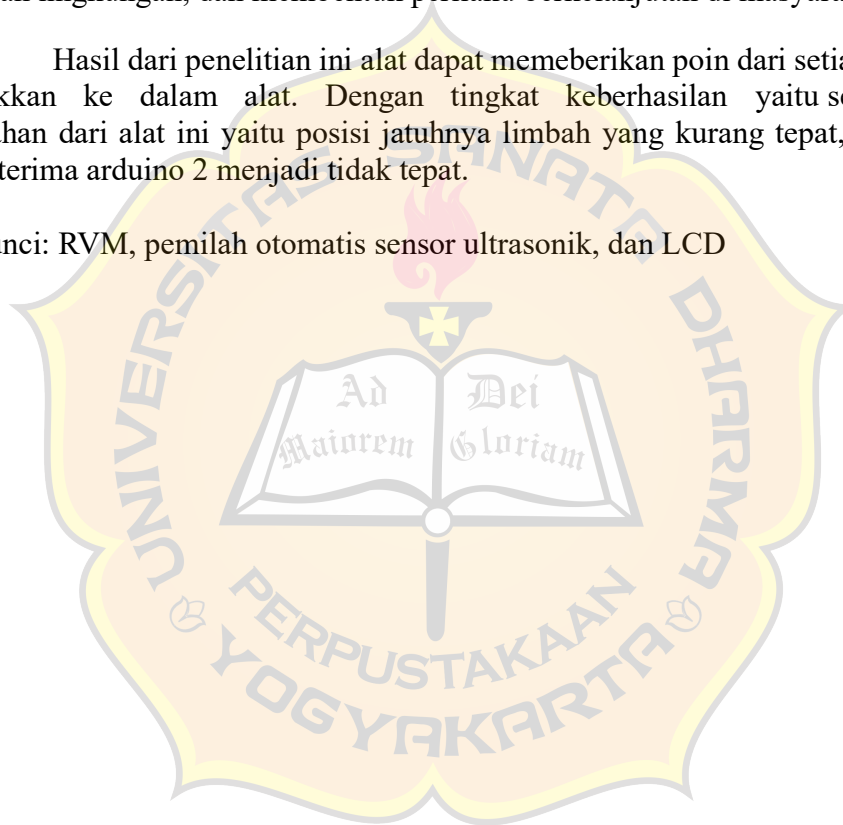 Hasil dari penelitian ini alat dapat memeberikan poin dari setia
kkan ke dalam alat. Dengan tingkat keberhasilan yaitu se
han dari alat ini yaitu posisi jatuhnya limbah yang kurang tepat,
terima arduino 2 menjadi tidak tepat.
unci: RVM, pemilah otomatis sensor ultrasonik, dan LCD
UNIVERSITAS SANATA DHARMA
Ad
Maiorem
Dei
Gloriam
PERPUSTAKAAN
YOGYAKARTA